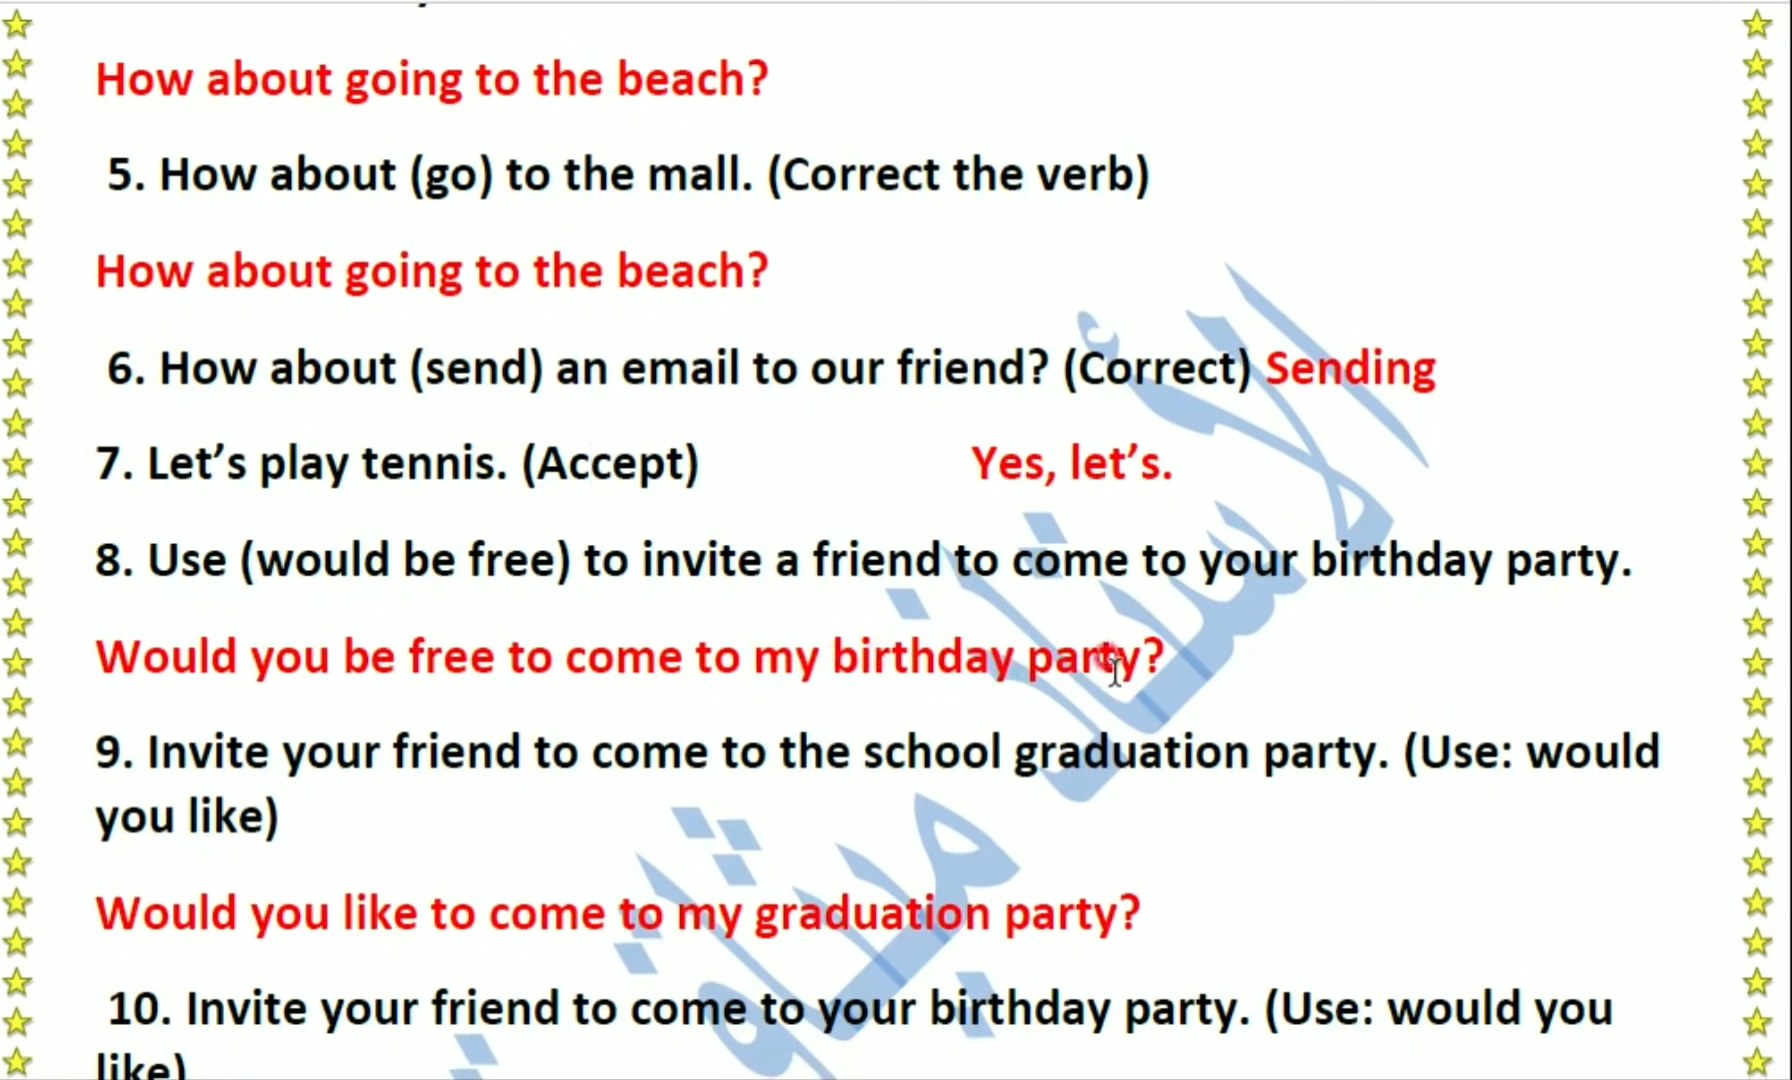 How about going to the beach?
5. How about (go) to the mall. (Correct the verb)
How about going to the beach?
6. How about (send) an email to our friend? (Correct) Sending
7. Let’s play tennis. (Accept) Yes, let’s.
8. Use (would be free) to invite a friend to come to your birthday party.
Would you be free to come to my birthday party?
9. Invite your friend to come to the school graduation party. (Use: would
you like)
Would you like to come to my graduation party?
10. Invite your friend to come to your birthday party. (Use: would you
like)
الأستاذ